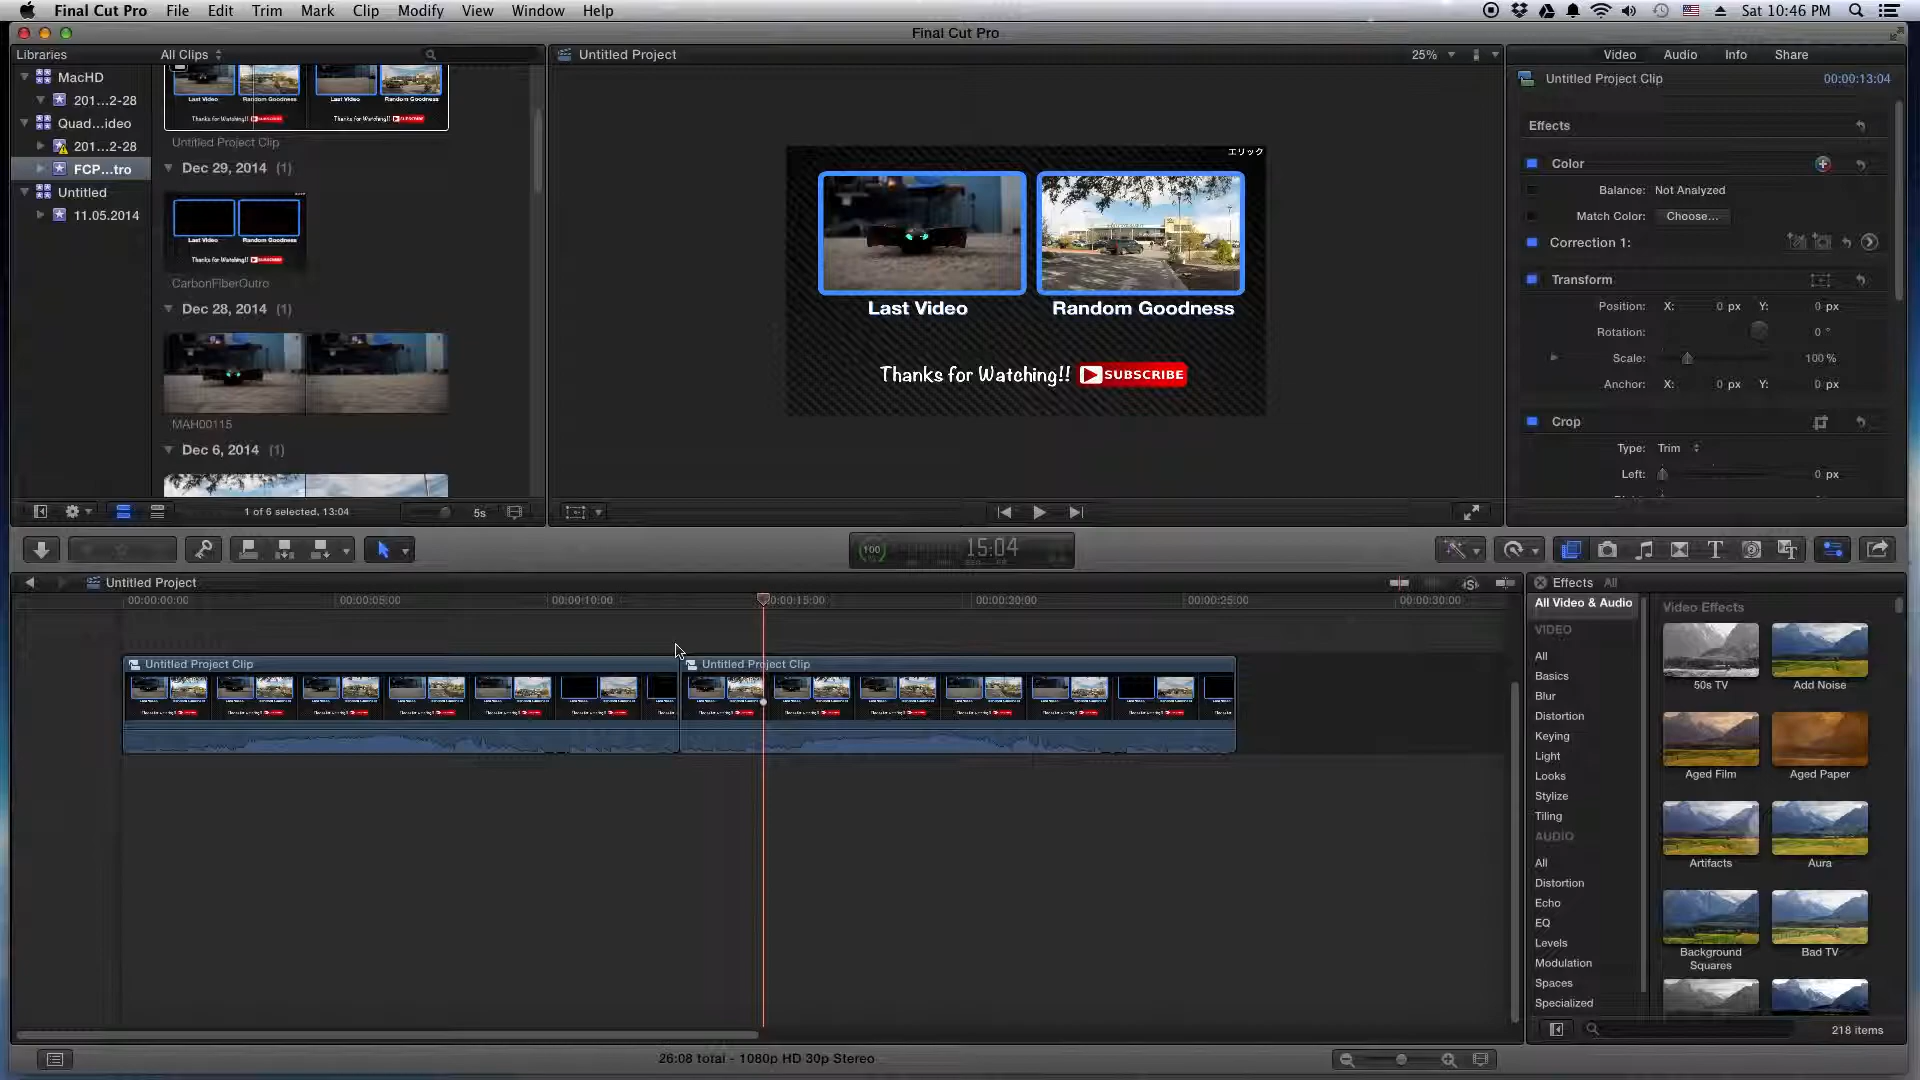 Final Cut Pro File Edit Trim Mark Clip Modify View Window Help
Sat 10:46 PM
Final Cut Pro
Libraries
All Clips
MacHD
201...2-28
Quad...ideo
201...2-28
FCP...tro
Untitled
11.05.2014
Last Video Random Goodness Last Video Random Goodness
Thanks for Watching!! SUBSCRIBE Thanks for Watching!! SUBSCRIBE
Untitled Project Clip
Dec 29, 2014 (1)
Last Video Random Goodness
Thanks for Watching!! SUBSCRIBE
CarbonFiberOutro
Dec 28, 2014 (1)
MAH00115
Dec 6, 2014 (1)
1 of 6 selected, 13:04
5s
Untitled Project
25%
エリック
Last Video Random Goodness
Thanks for Watching!! SUBSCRIBE
Video Audio Info Share
Untitled Project Clip 00:00:13:04
Effects
Color
Balance: Not Analyzed
Match Color: Choose...
Correction 1:
Transform
Position: X: 0 px Y: 0 px
Rotation: 0 °
Scale: 100 %
Anchor: X: 0 px Y: 0 px
Crop
Type: Trim
Left: 0 px
100
15:04
Untitled Project
00:00:00:00 00:00:05:00 00:00:10:00 00:00:15:00 00:00:20:00 00:00:25:00 00:00:30:00
Untitled Project Clip Untitled Project Clip
26:08 total - 1080p HD 30p Stereo
Effects All
All Video & Audio
VIDEO
All
Basics
Blur
Distortion
Keying
Light
Looks
Stylize
Tiling
AUDIO
All
Distortion
Echo
EQ
Levels
Modulation
Spaces
Specialized
Video Effects
50s TV Add Noise
Aged Film Aged Paper
Artifacts Aura
Background Squares Bad TV
218 items